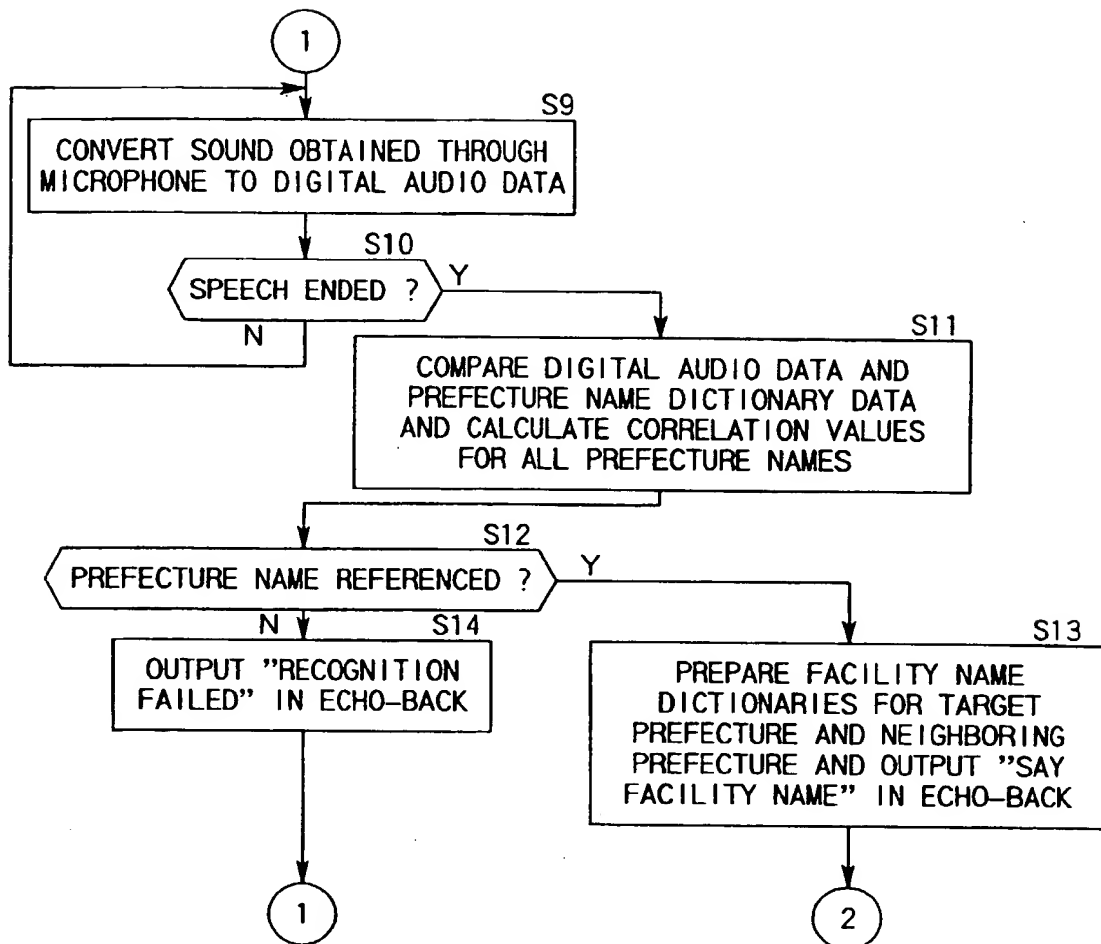 1
S9
CONVERT SOUND OBTAINED THROUGH
MICROPHONE TO DIGITAL AUDIO DATA
S10
SPEECH ENDED ?
Y
N
S11
COMPARE DIGITAL AUDIO DATA AND
PREFECTURE NAME DICTIONARY DATA
AND CALCULATE CORRELATION VALUES
FOR ALL PREFECTURE NAMES
S12
PREFECTURE NAME REFERENCED ?
Y
N
S14
OUTPUT "RECOGNITION
FAILED" IN ECHO-BACK
S13
PREPARE FACILITY NAME
DICTIONARIES FOR TARGET
PREFECTURE AND NEIGHBORING
PREFECTURE AND OUTPUT "SAY
FACILITY NAME" IN ECHO-BACK
1
2